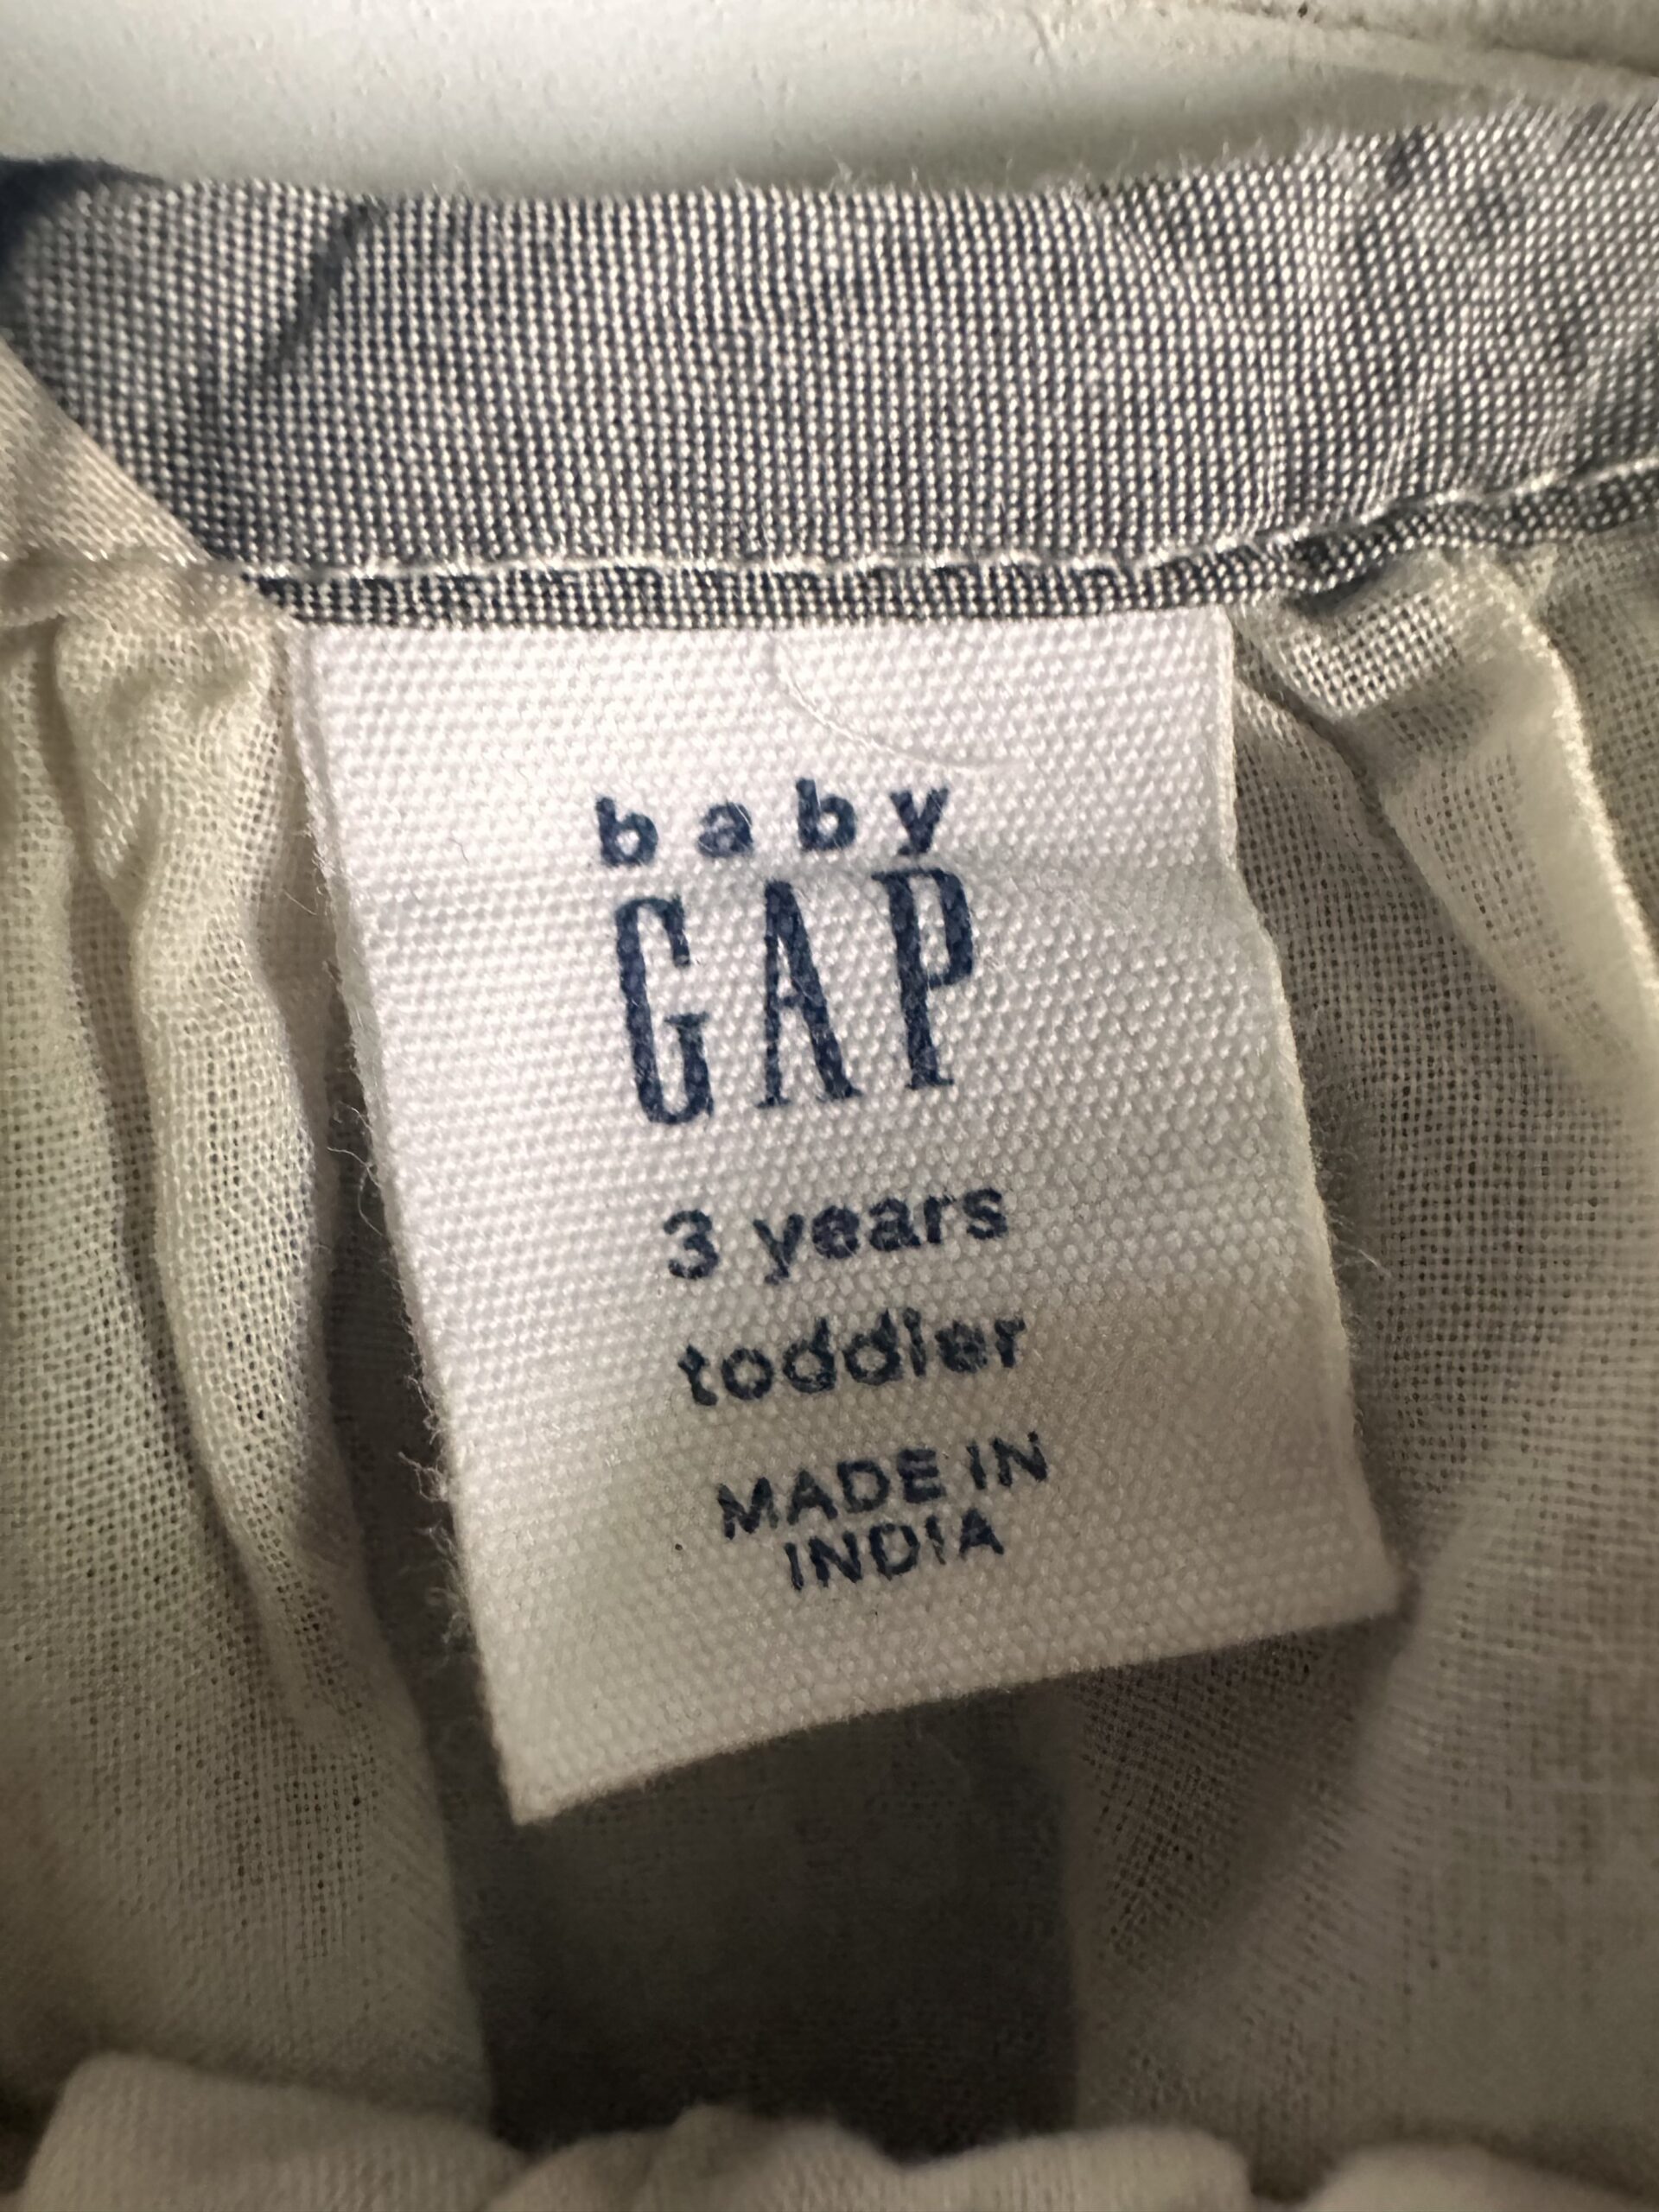 baby
GAP
3 years
toddler
MADE IN
INDIA